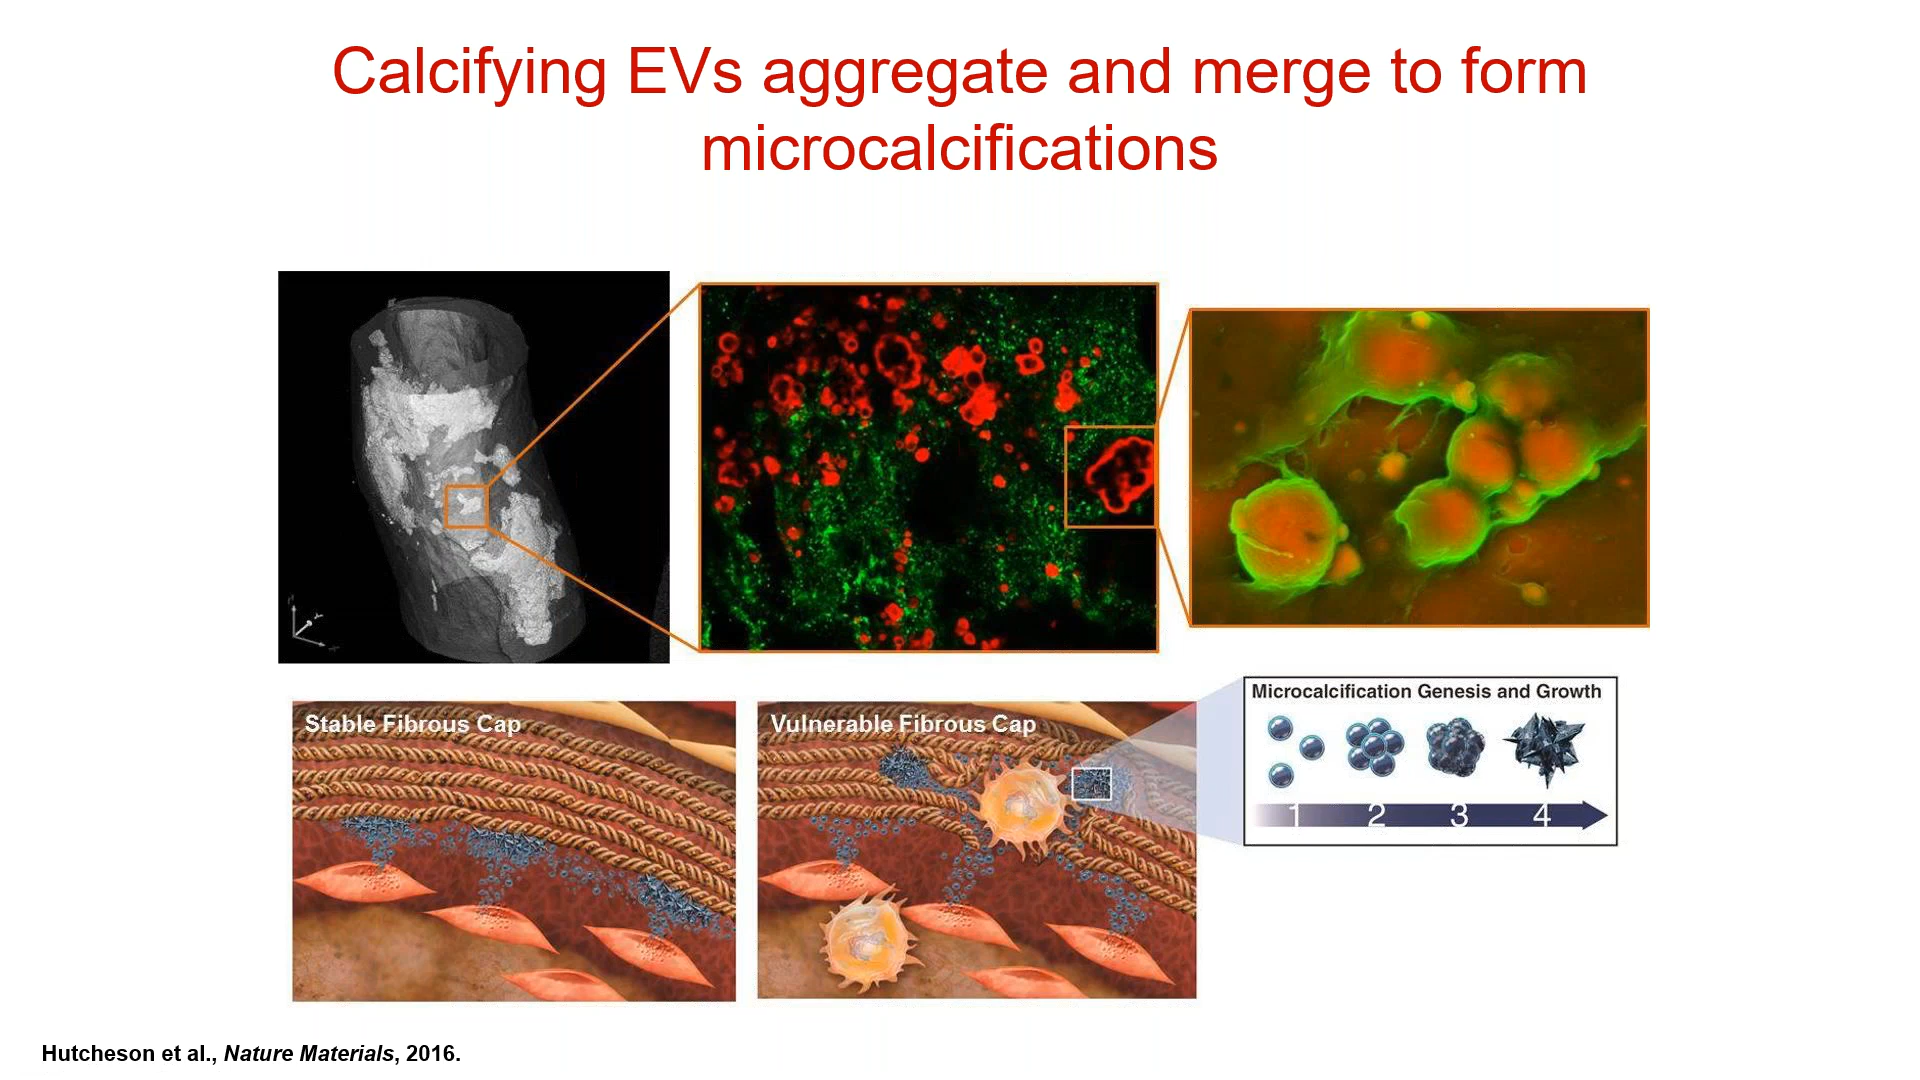 Calcifying EVs aggregate and merge to form
microcalcifications
Stable Fibrous Cap
Vulnerable Fibrous Cap
Microcalcification Genesis and Growth
1 2 3 4
Hutcheson et al., Nature Materials, 2016.